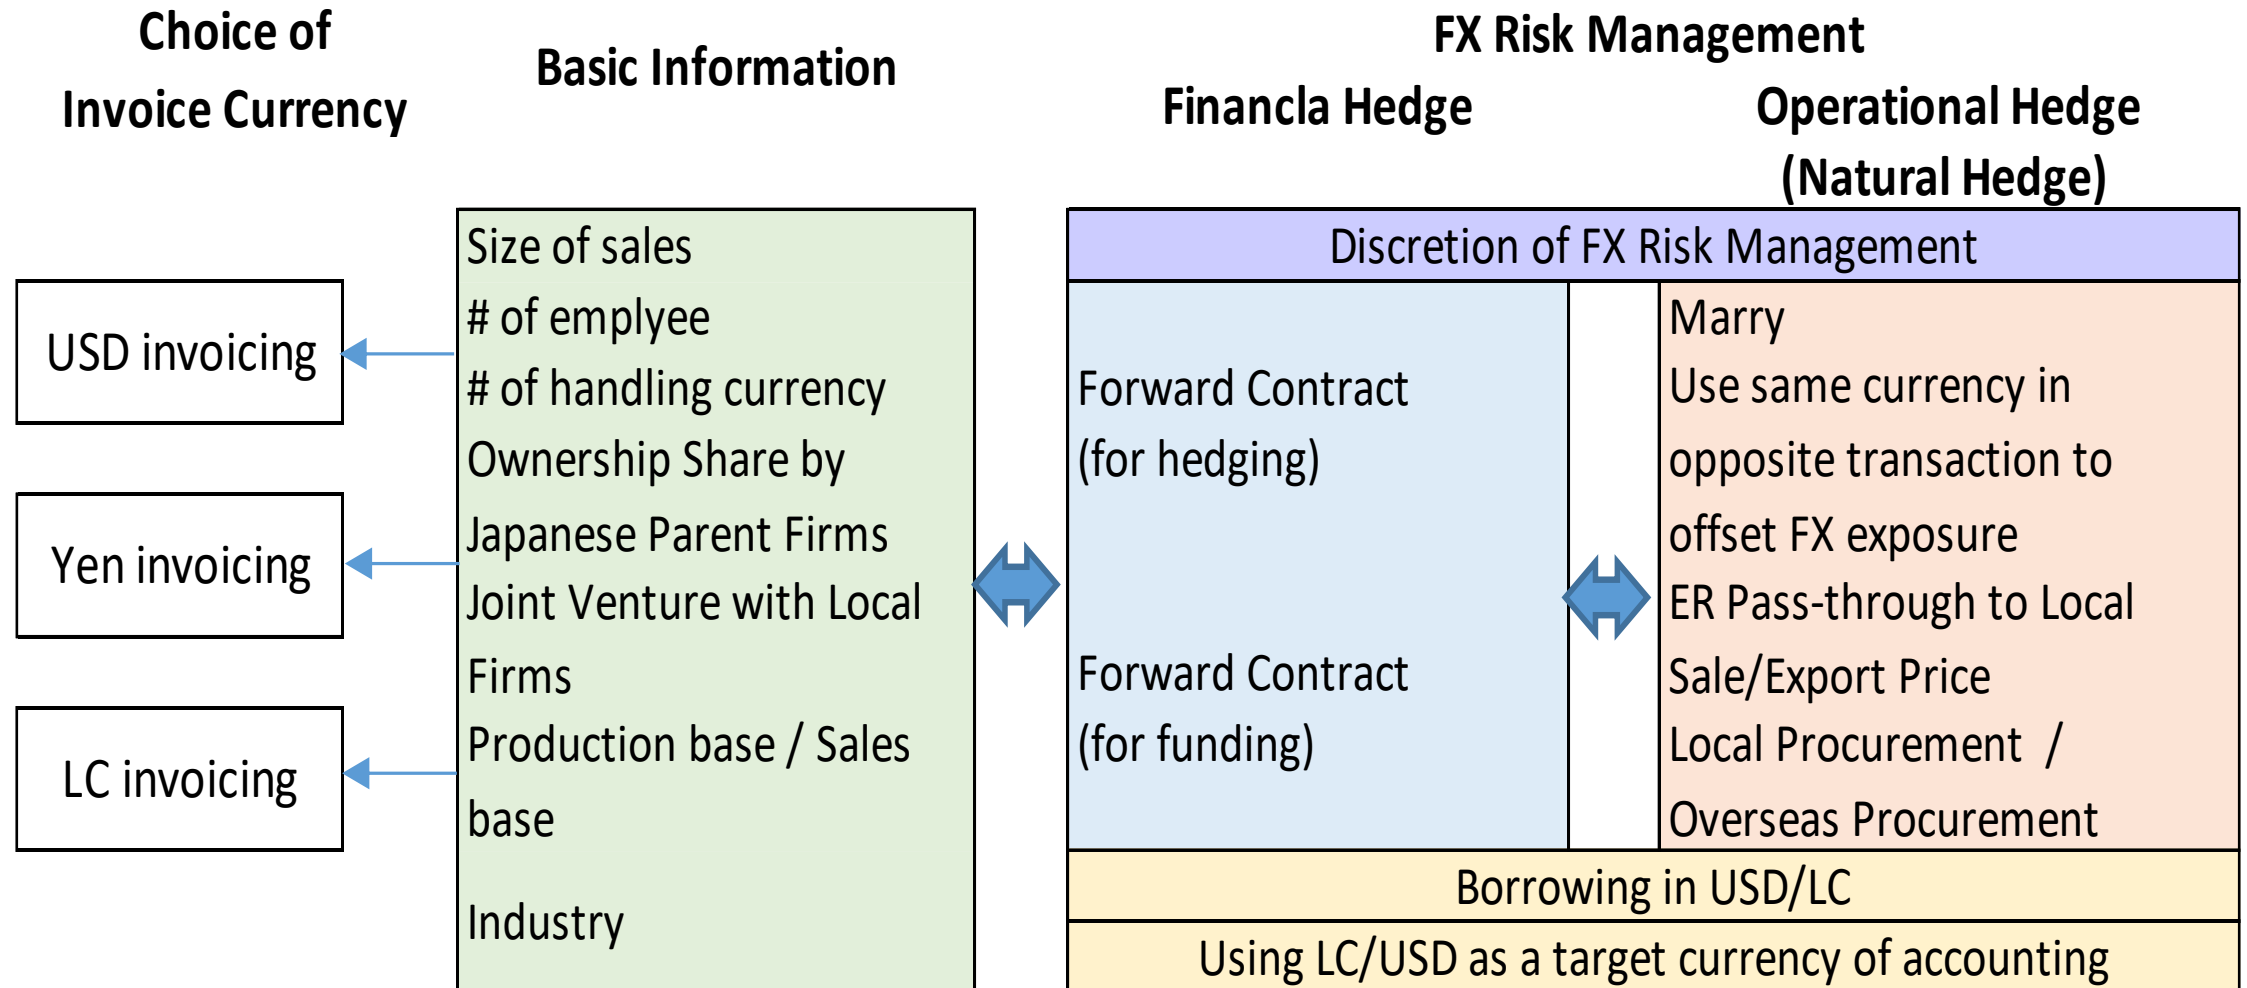 Choice of
Invoice Currency
Basic Information
FX Risk Management
Financla Hedge
Operational Hedge
(Natural Hedge)
USD invoicing
Yen invoicing
LC invoicing
Size of sales
# of emplyee
# of handling currency
Ownership Share by
Japanese Parent Firms
Joint Venture with Local
Firms
Production base / Sales
base
Industry
Discretion of FX Risk Management
Forward Contract
(for hedging)
Forward Contract
(for funding)
Marry
Use same currency in
opposite transaction to
offset FX exposure
ER Pass-through to Local
Sale/Export Price
Local Procurement /
Overseas Procurement
Borrowing in USD/LC
Using LC/USD as a target currency of accounting